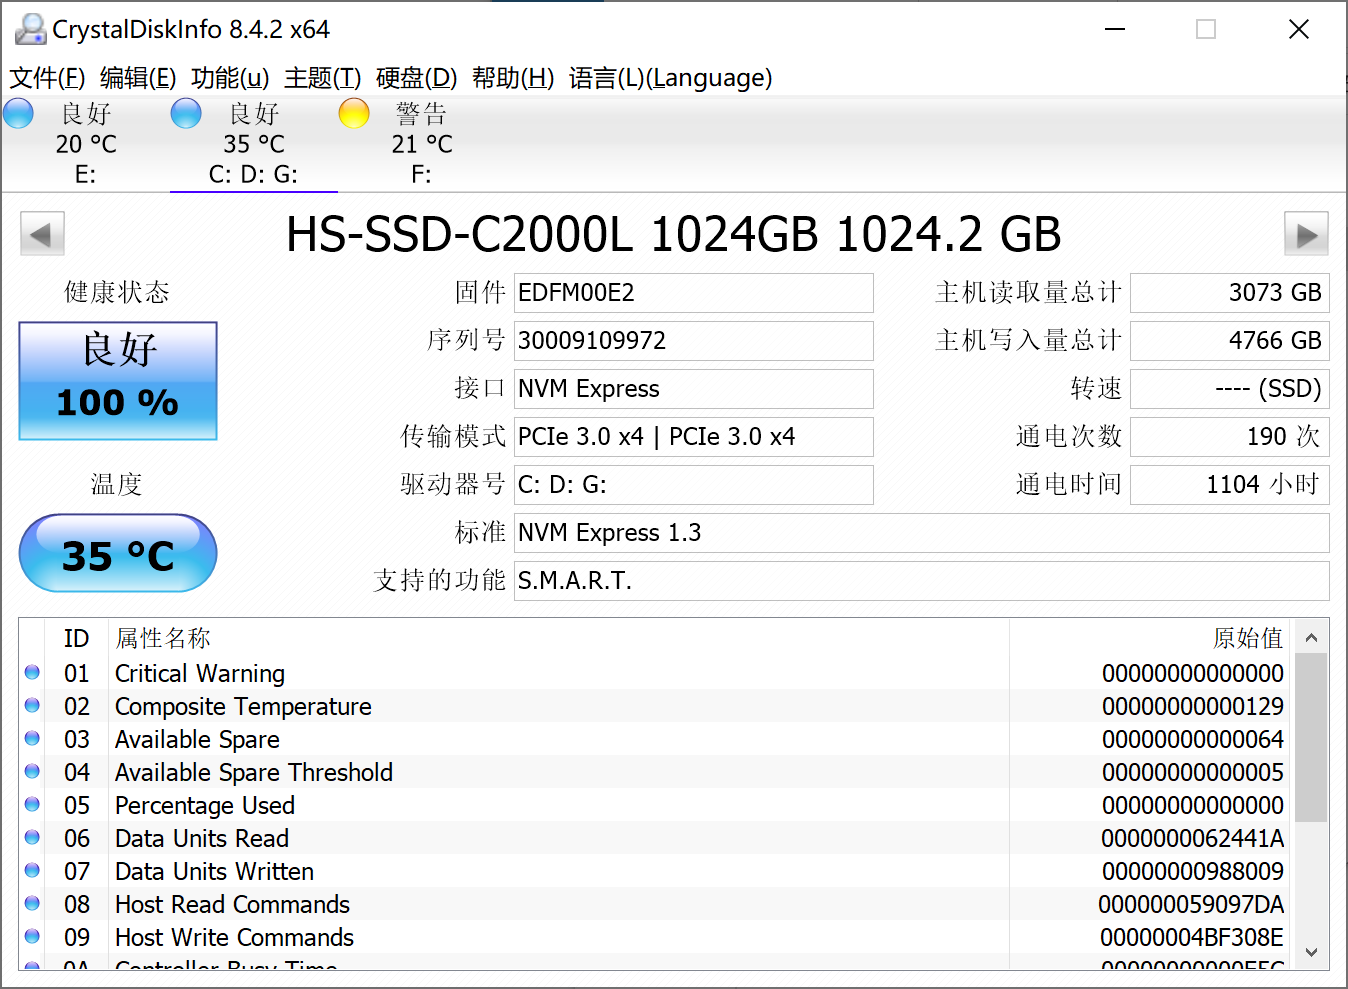 CrystalDiskInfo 8.4.2 x64
文件(F) 编辑(E) 功能(u) 主题(T) 硬盘(D) 帮助(H) 语言(L)(Language)
良好 良好 警告
20 °C 35 °C 21 °C
E: C: D: G: F:
HS-SSD-C2000L 1024GB 1024.2 GB
健康状态 固件 EDFM00E2 主机读取量总计 3073 GB
良好 序列号 30009109972 主机写入量总计 4766 GB
100 % 接口 NVM Express 转速 ---- (SSD)
传输模式 PCIe 3.0 x4 | PCIe 3.0 x4 通电次数 190 次
温度 驱动器号 C: D: G: 通电时间 1104 小时
35 °C 标准 NVM Express 1.3
支持的功能 S.M.A.R.T.
ID 属性名称 原始值
01 Critical Warning 00000000000000
02 Composite Temperature 00000000000129
03 Available Spare 00000000000064
04 Available Spare Threshold 00000000000005
05 Percentage Used 00000000000000
06 Data Units Read 0000000062441A
07 Data Units Written 00000000988009
08 Host Read Commands 000000059097DA
09 Host Write Commands 00000004BF308E
0A Controller Busy Time